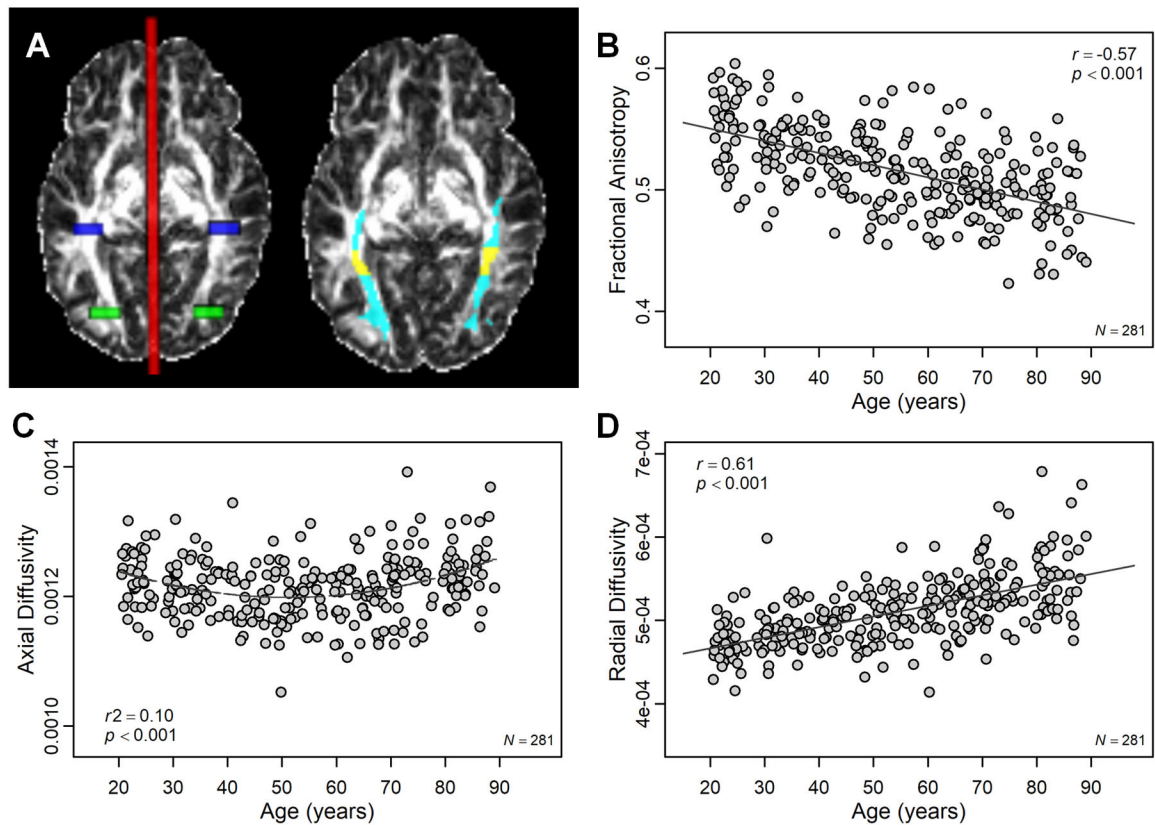 A
B
r = -0.57
p < 0.001
0.6
0.5
0.4
Fractional Anisotropy
N = 281
20 30 40 50 60 70 80 90
Age (years)
C
r2 = 0.10
p < 0.001
0.0014
0.0012
0.0010
Axial Diffusivity
N = 281
20 30 40 50 60 70 80 90
Age (years)
D
r = 0.61
p < 0.001
7e-04
6e-04
5e-04
4e-04
Radial Diffusivity
N = 281
20 30 40 50 60 70 80 90
Age (years)